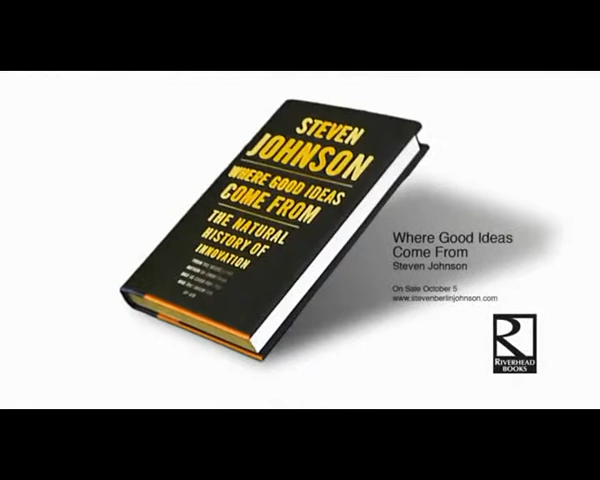 STEVEN
JOHNSON
WHERE GOOD IDEAS
COME FROM
THE NATURAL
HISTORY OF
INNOVATION
Where Good Ideas
Come From
Steven Johnson
On Sale October 5
www.stevenberlinjohnson.com
R
RIVERHEAD
BOOKS